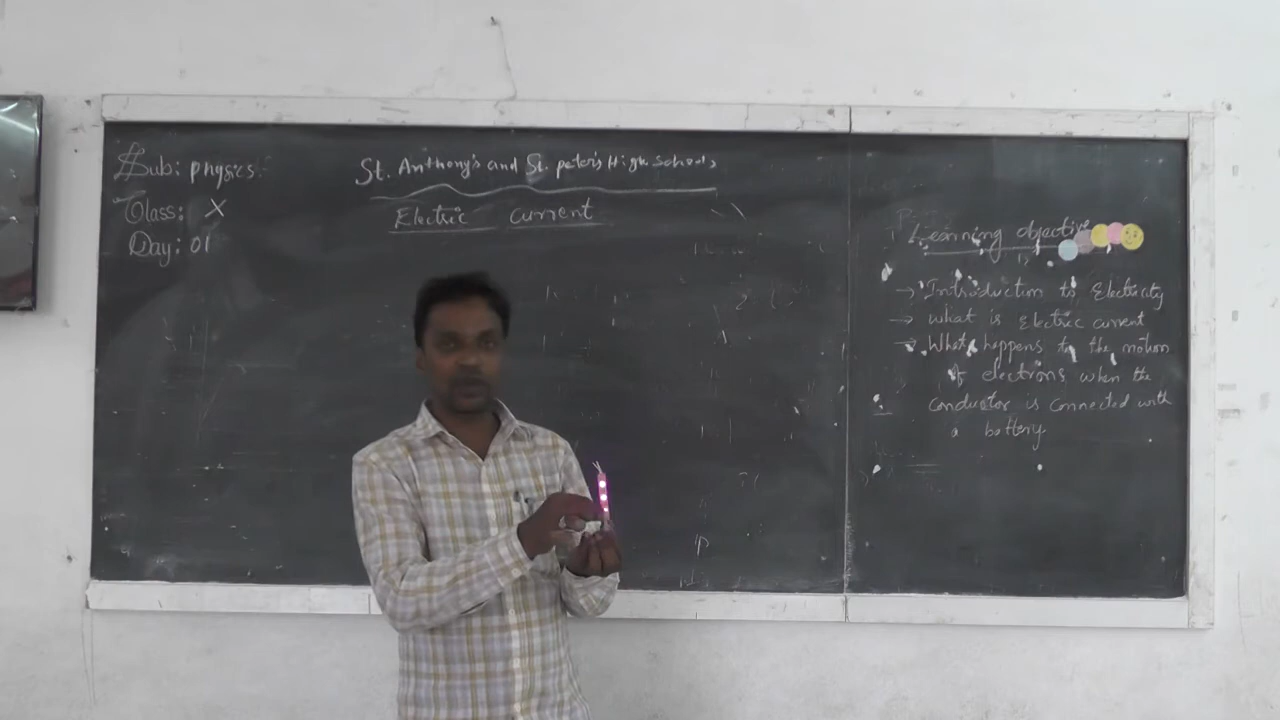 Sub: physics
Class: X
Day: 01
St. Anthony's and St. peter's High Schools
Electric current
Learning objective
→ Introduction to Electricity
→ what is Electric current
→ What happens to the motion
of electrons when the
conductor is connected with
a battery